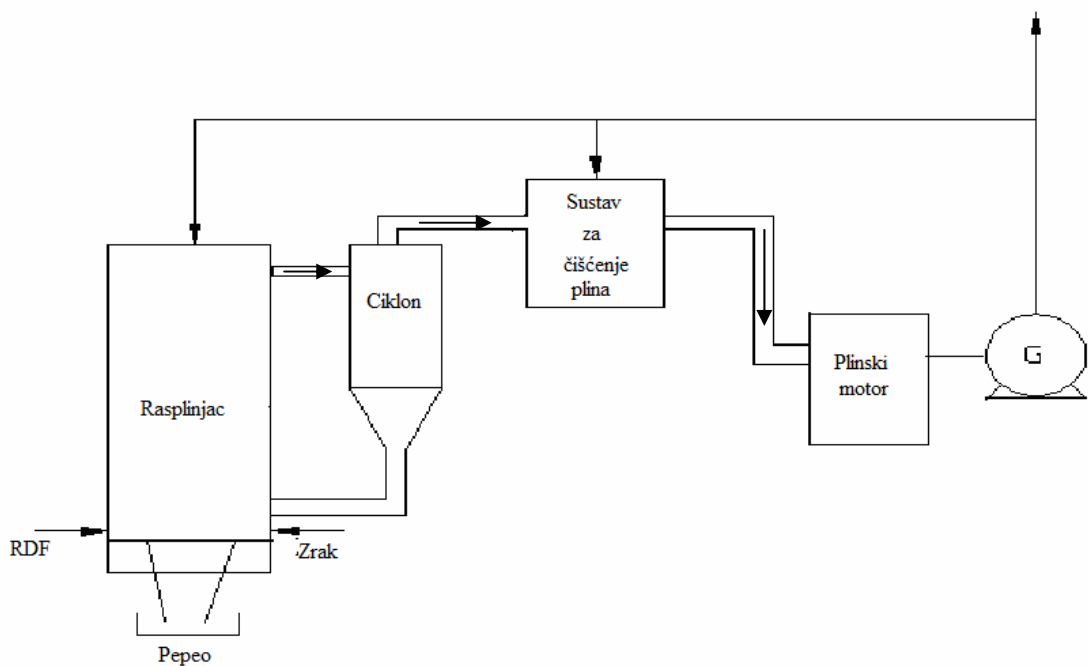 Sustav
za
čišćenje
plina
Ciklon
Plinski
motor
G
Rasplinjac
RDF
Zrak
Pepeo